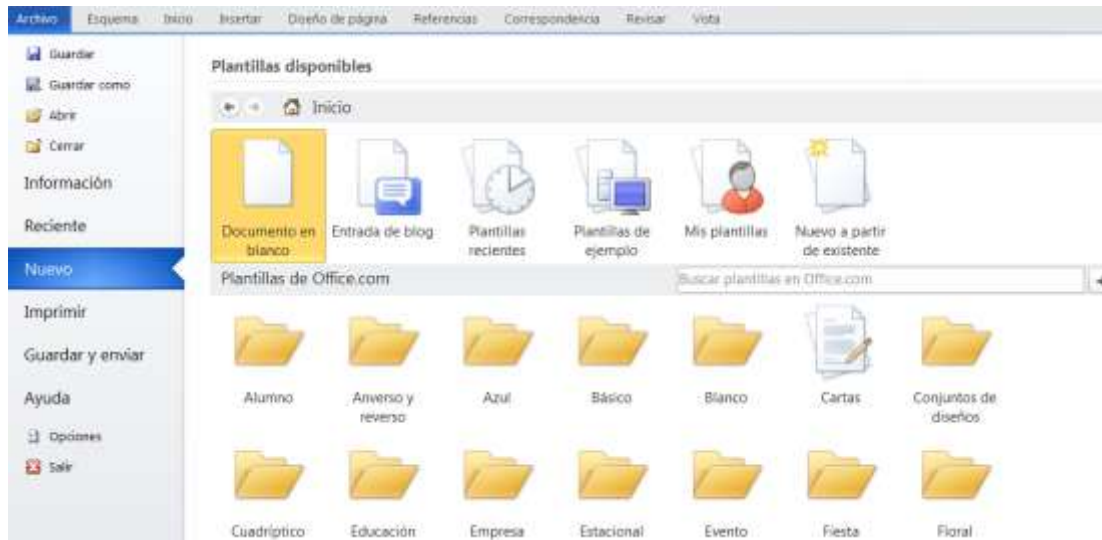 Archivo Esquema Inicio Insertar Diseño de página Referencias Correspondencia Revisar Vista
Guardar
Guardar como
Abrir
Cerrar
Información
Reciente
Nuevo
Imprimir
Guardar y enviar
Ayuda
Opciones
Salir
Plantillas disponibles
Inicio
Documento en blanco
Entrada de blog
Plantillas recientes
Plantillas de ejemplo
Mis plantillas
Nuevo a partir de existente
Plantillas de Office.com
Buscar plantillas en Office.com
Alumno
Anverso y reverso
Azul
Básico
Blanco
Cartas
Conjuntos de diseños
Cuadríptico
Educación
Empresa
Estacional
Evento
Fiesta
Floral